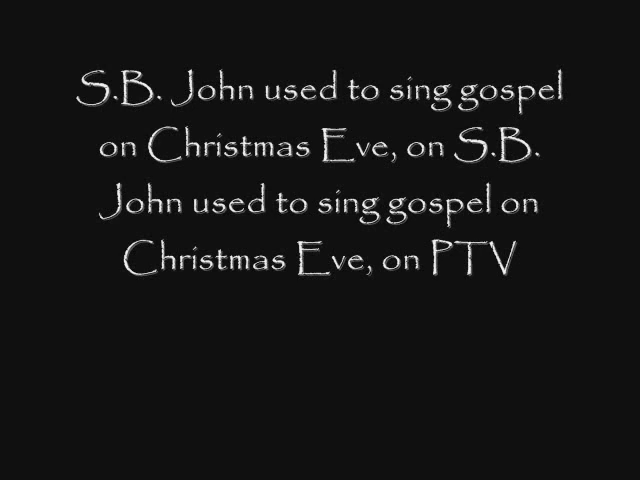 S.B. John used to sing gospel
on Christmas Eve, on S.B.
John used to sing gospel on
Christmas Eve, on PTV